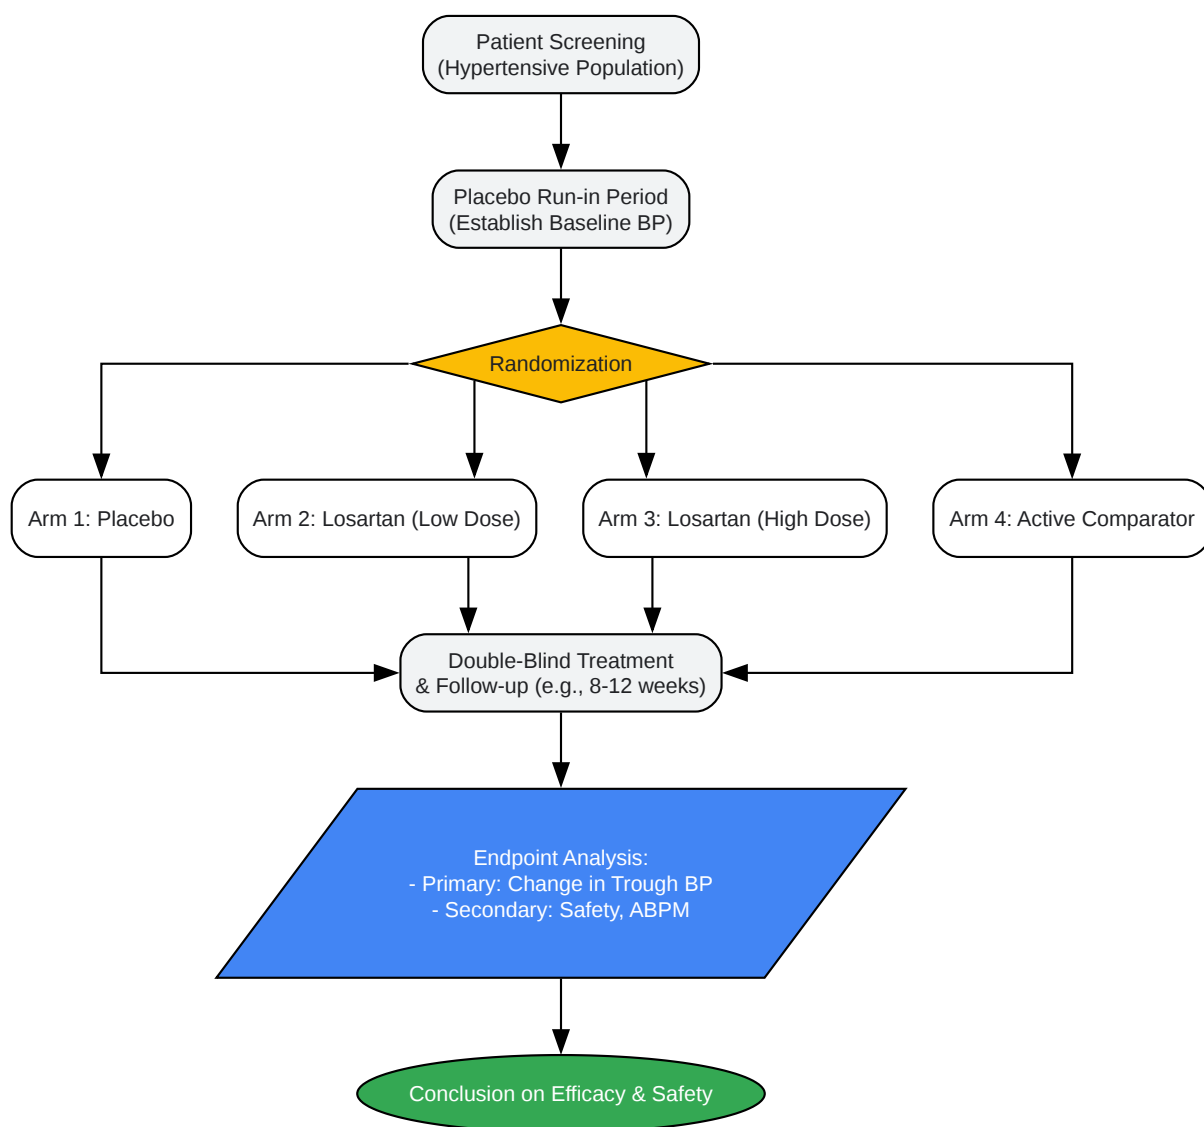 Patient Screening
(Hypertensive Population)
Placebo Run-in Period
(Establish Baseline BP)
Randomization
Arm 1: Placebo
Arm 2: Losartan (Low Dose)
Arm 3: Losartan (High Dose)
Arm 4: Active Comparator
Double-Blind Treatment
& Follow-up (e.g., 8-12 weeks)
Endpoint Analysis:
- Primary: Change in Trough BP
- Secondary: Safety, ABPM
Conclusion on Efficacy & Safety